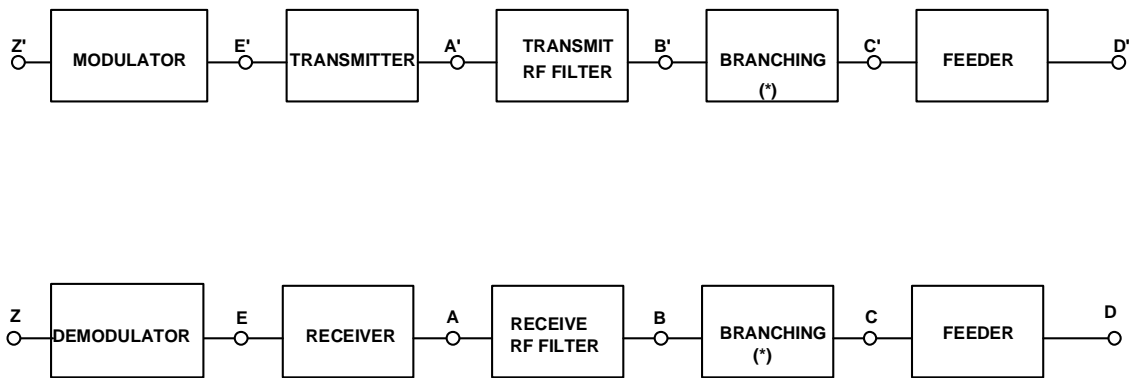 Z' MODULATOR E' TRANSMITTER A' TRANSMIT RF FILTER B' BRANCHING (*) C' FEEDER D'
Z DEMODULATOR E RECEIVER A RECEIVE RF FILTER B BRANCHING (*) C FEEDER D